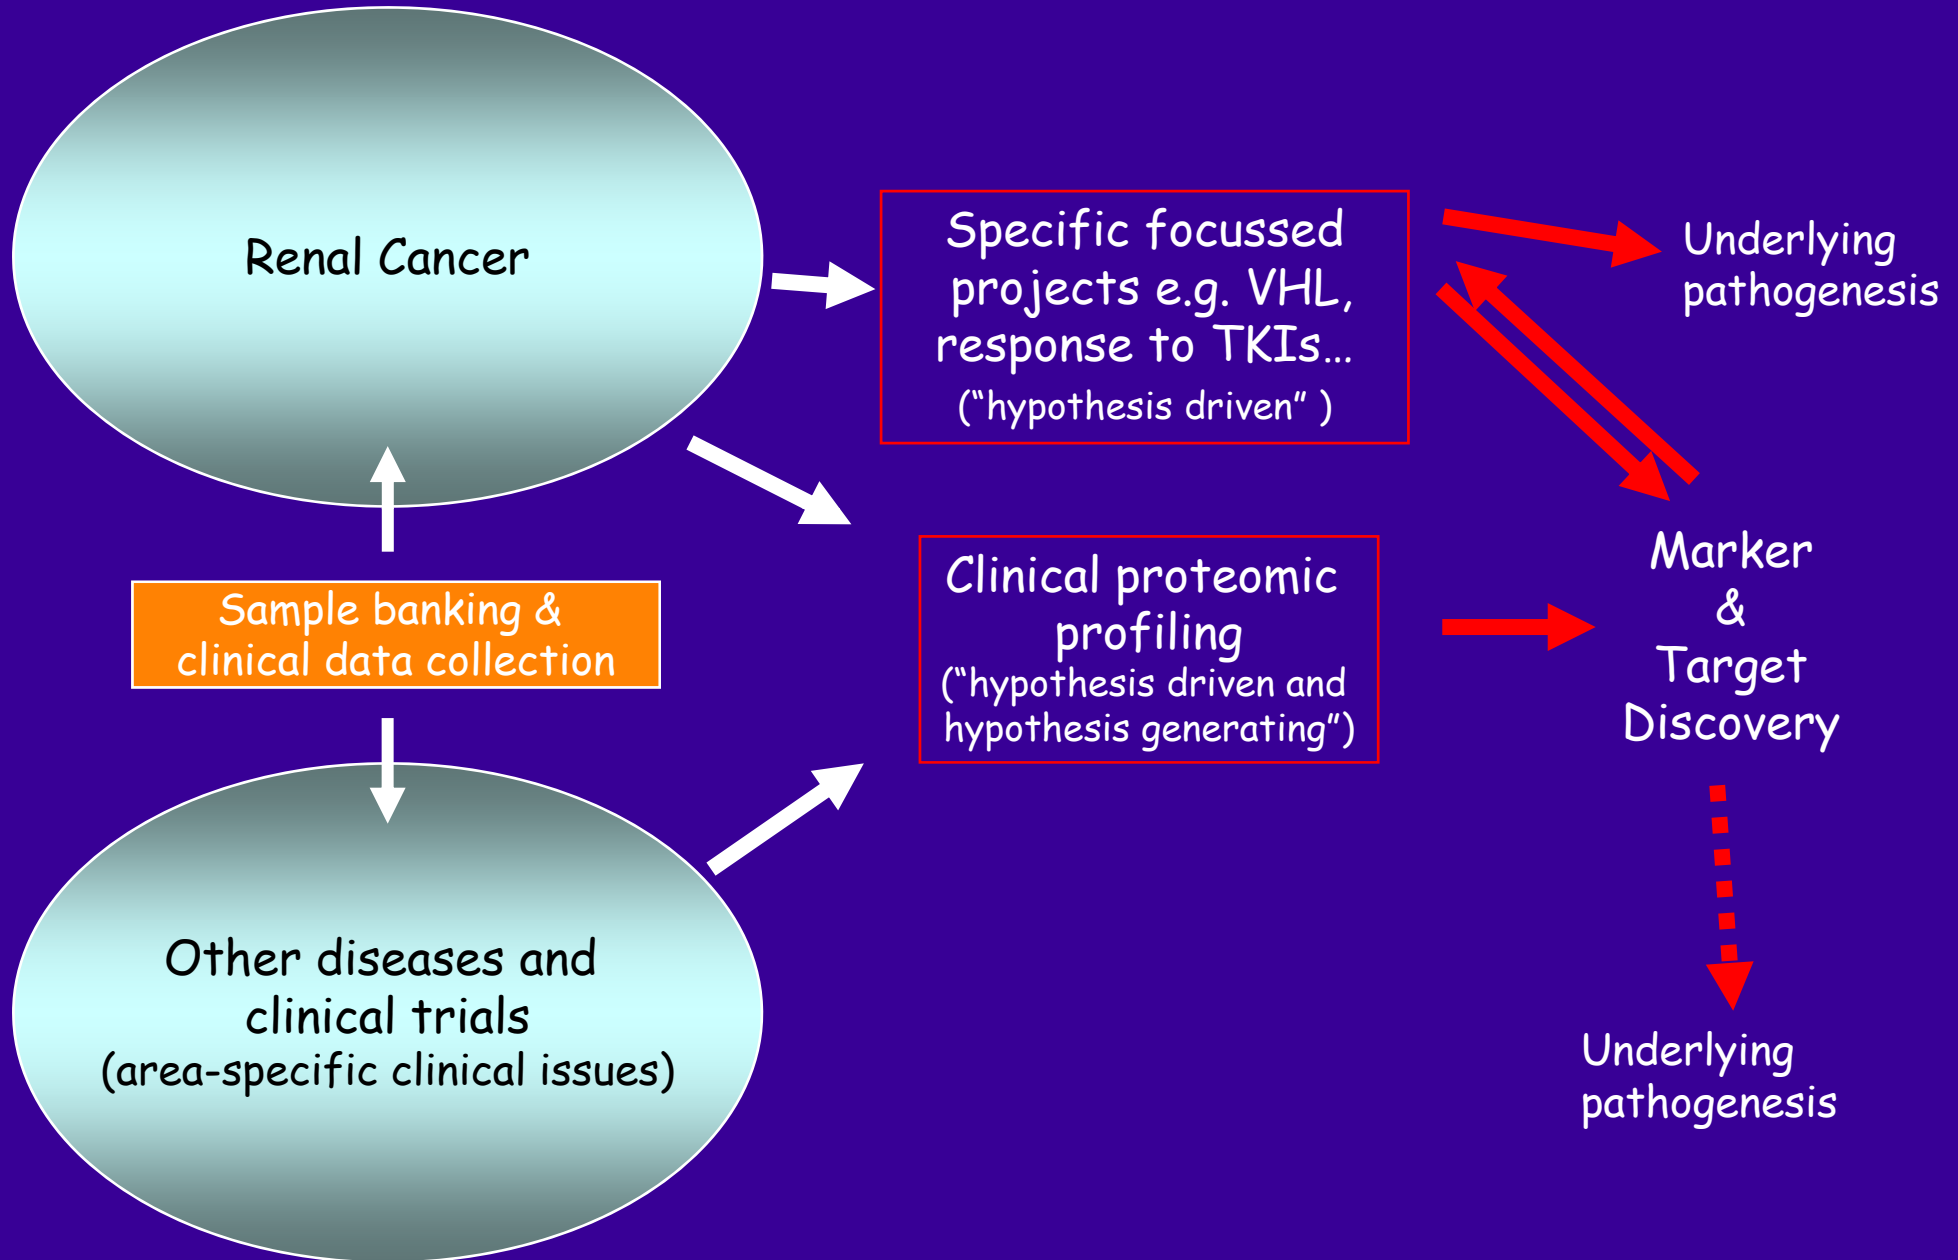 Renal Cancer
Sample banking &
clinical data collection
Other diseases and
clinical trials
(area-specific clinical issues)
Specific focussed
projects e.g. VHL,
response to TKIs…
(“hypothesis driven” )
Clinical proteomic
profiling
(“hypothesis driven and
hypothesis generating”)
Underlying
pathogenesis
Marker
&
Target
Discovery
Underlying
pathogenesis